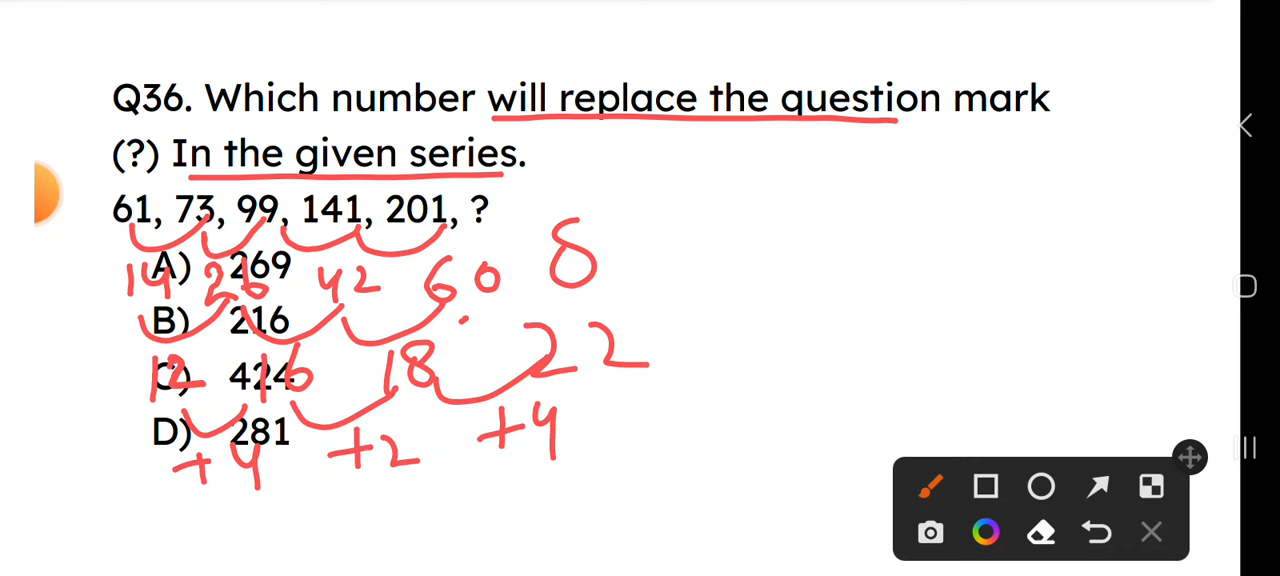 Q36. Which number will replace the question mark
(?) In the given series.
61, 73, 99, 141, 201, ?
8
A) 269
14 26 42 60
B) 216
C) 424
12 16 18 22
D) 281
+4 +2 +4